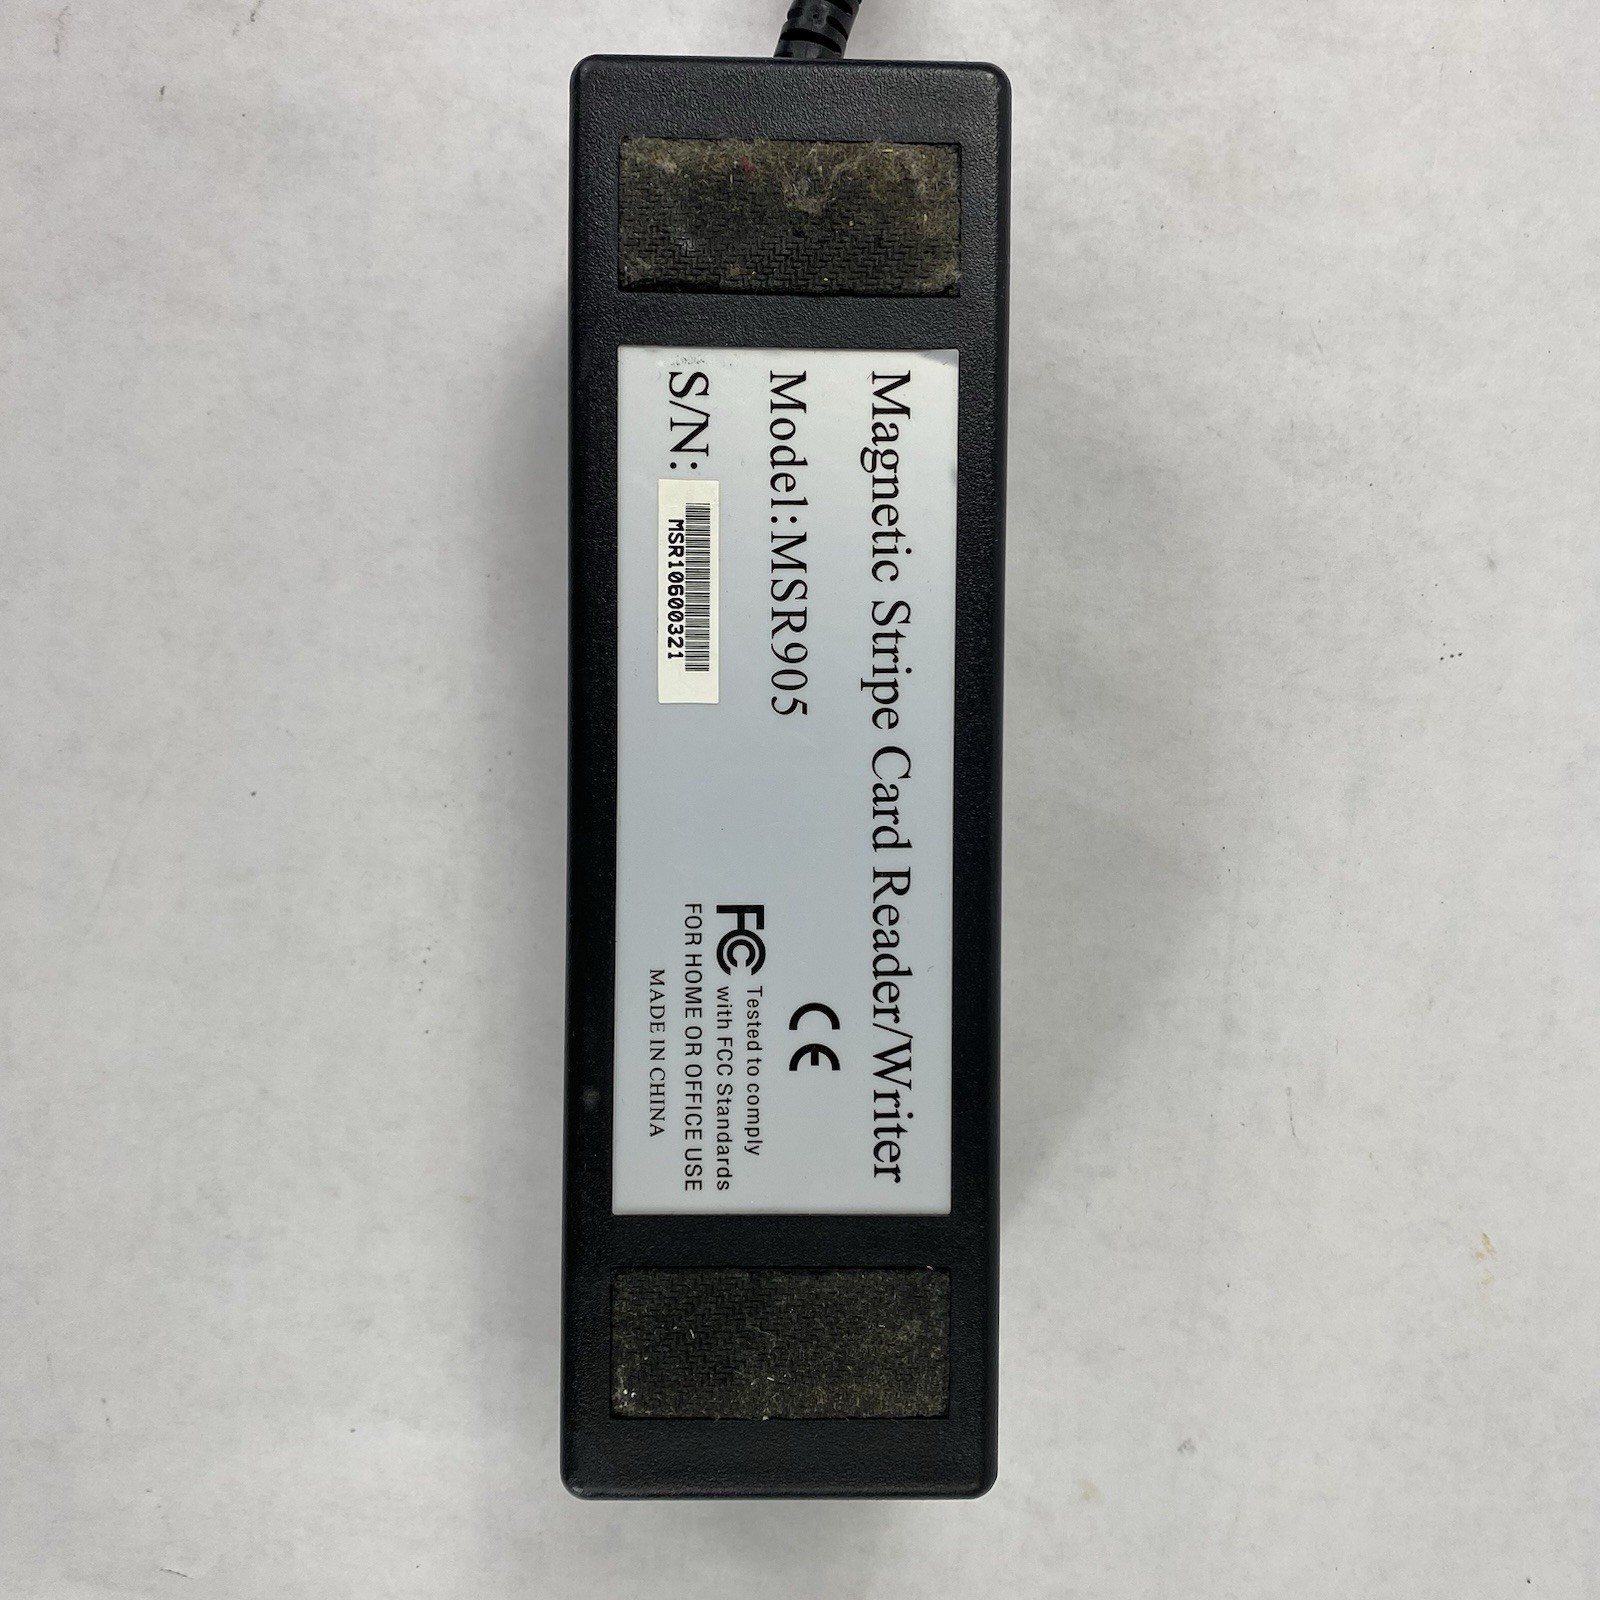 Magnetic Stripe Card Reader/Writer
Model:MSR905
S/N:
MSR10600321
CE
FC Tested to comply
with FCC Standards
FOR HOME OR OFFICE USE
MADE IN CHINA